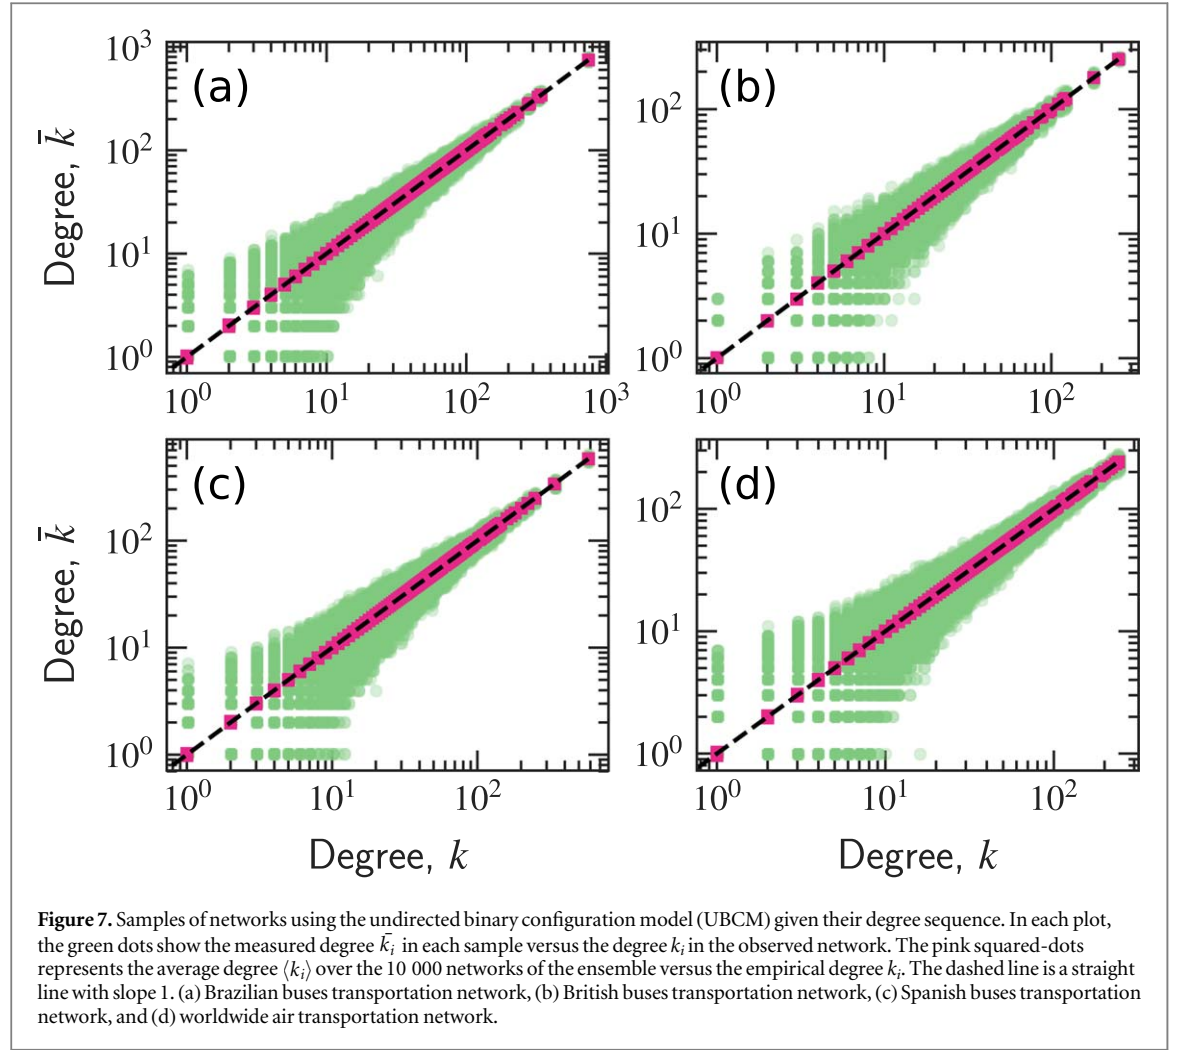 10³
(a)
(b)
10²
10²
Degree, k̄
10¹
10¹
10⁰
10⁰
10⁰ 10¹ 10² 10³
10⁰ 10¹ 10²
(c)
(d)
10²
10²
Degree, k̄
10¹
10¹
10⁰
10⁰
10⁰ 10¹ 10²
10⁰ 10¹ 10²
Degree, k
Degree, k
Figure 7. Samples of networks using the undirected binary configuration model (UBCM) given their degree sequence. In each plot,
the green dots show the measured degree k̄ᵢ in each sample versus the degree kᵢ in the observed network. The pink squared-dots
represents the average degree ⟨kᵢ⟩ over the 10 000 networks of the ensemble versus the empirical degree kᵢ. The dashed line is a straight
line with slope 1. (a) Brazilian buses transportation network, (b) British buses transportation network, (c) Spanish buses transportation
network, and (d) worldwide air transportation network.